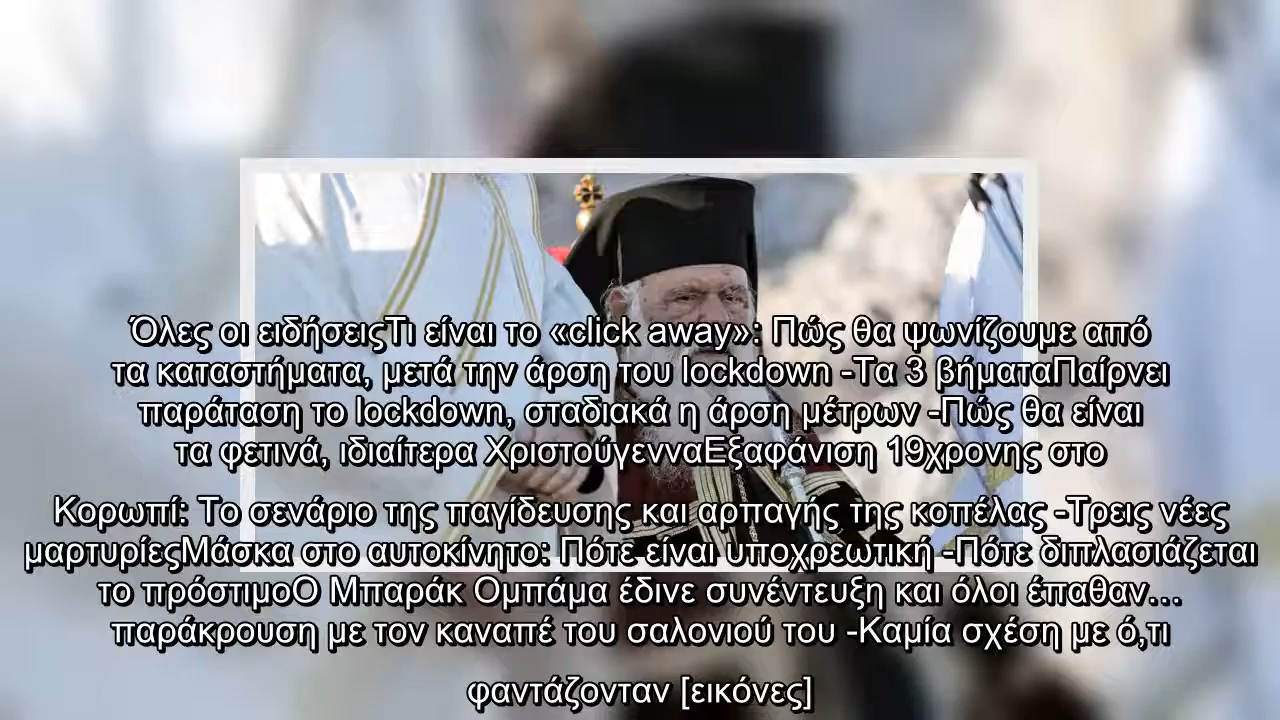 Όλες οι ειδήσειςΤι είναι το «click away»: Πώς θα ψωνίζουμε από
τα καταστήματα, μετά την άρση του lockdown -Τα 3 βήματαΠαίρνει
παράταση το lockdown, σταδιακά η άρση μέτρων -Πώς θα είναι
τα φετινά, ιδιαίτερα ΧριστούγενναΕξαφάνιση 19χρονης στο
Κορωπί: Το σενάριο της παγίδευσης και αρπαγής της κοπέλας -Τρεις νέες
μαρτυρίεςΜάσκα στο αυτοκίνητο: Πότε είναι υποχρεωτική -Πότε διπλασιάζεται
το πρόστιμοΟ Μπαράκ Ομπάμα έδινε συνέντευξη και όλοι έπαθαν...
παράκρουση με τον καναπέ του σαλονιού του -Καμία σχέση με ό,τι
φαντάζονταν [εικόνες]